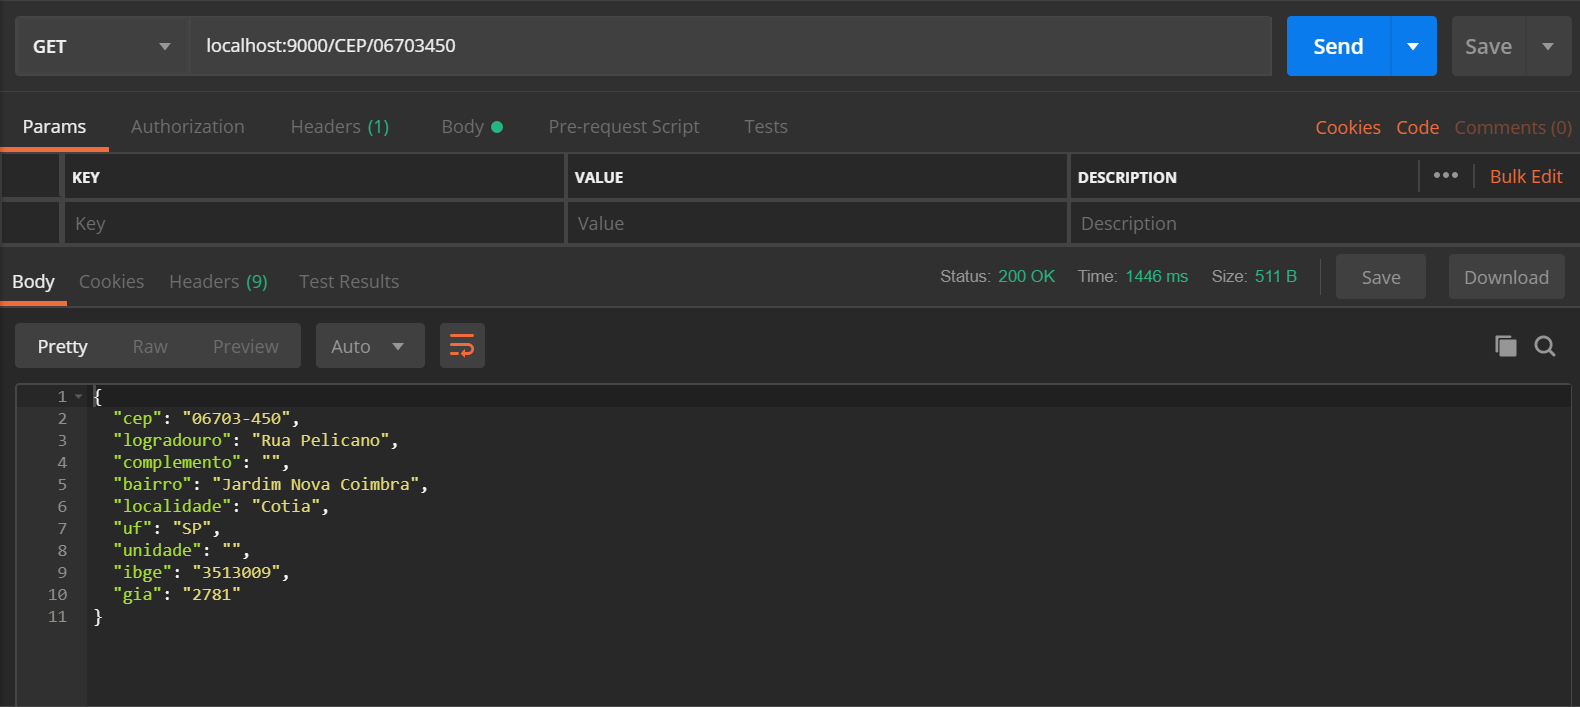 GET localhost:9000/CEP/06703450 Send Save
Params Authorization Headers (1) Body Pre-request Script Tests Cookies Code Comments (0)
KEY VALUE DESCRIPTION ••• Bulk Edit
Key Value Description
Body Cookies Headers (9) Test Results Status: 200 OK Time: 1446 ms Size: 511 B Save Download
Pretty Raw Preview Auto
1 {
2 "cep": "06703-450",
3 "logradouro": "Rua Pelicano",
4 "complemento": "",
5 "bairro": "Jardim Nova Coimbra",
6 "localidade": "Cotia",
7 "uf": "SP",
8 "unidade": "",
9 "ibge": "3513009",
10 "gia": "2781"
11 }